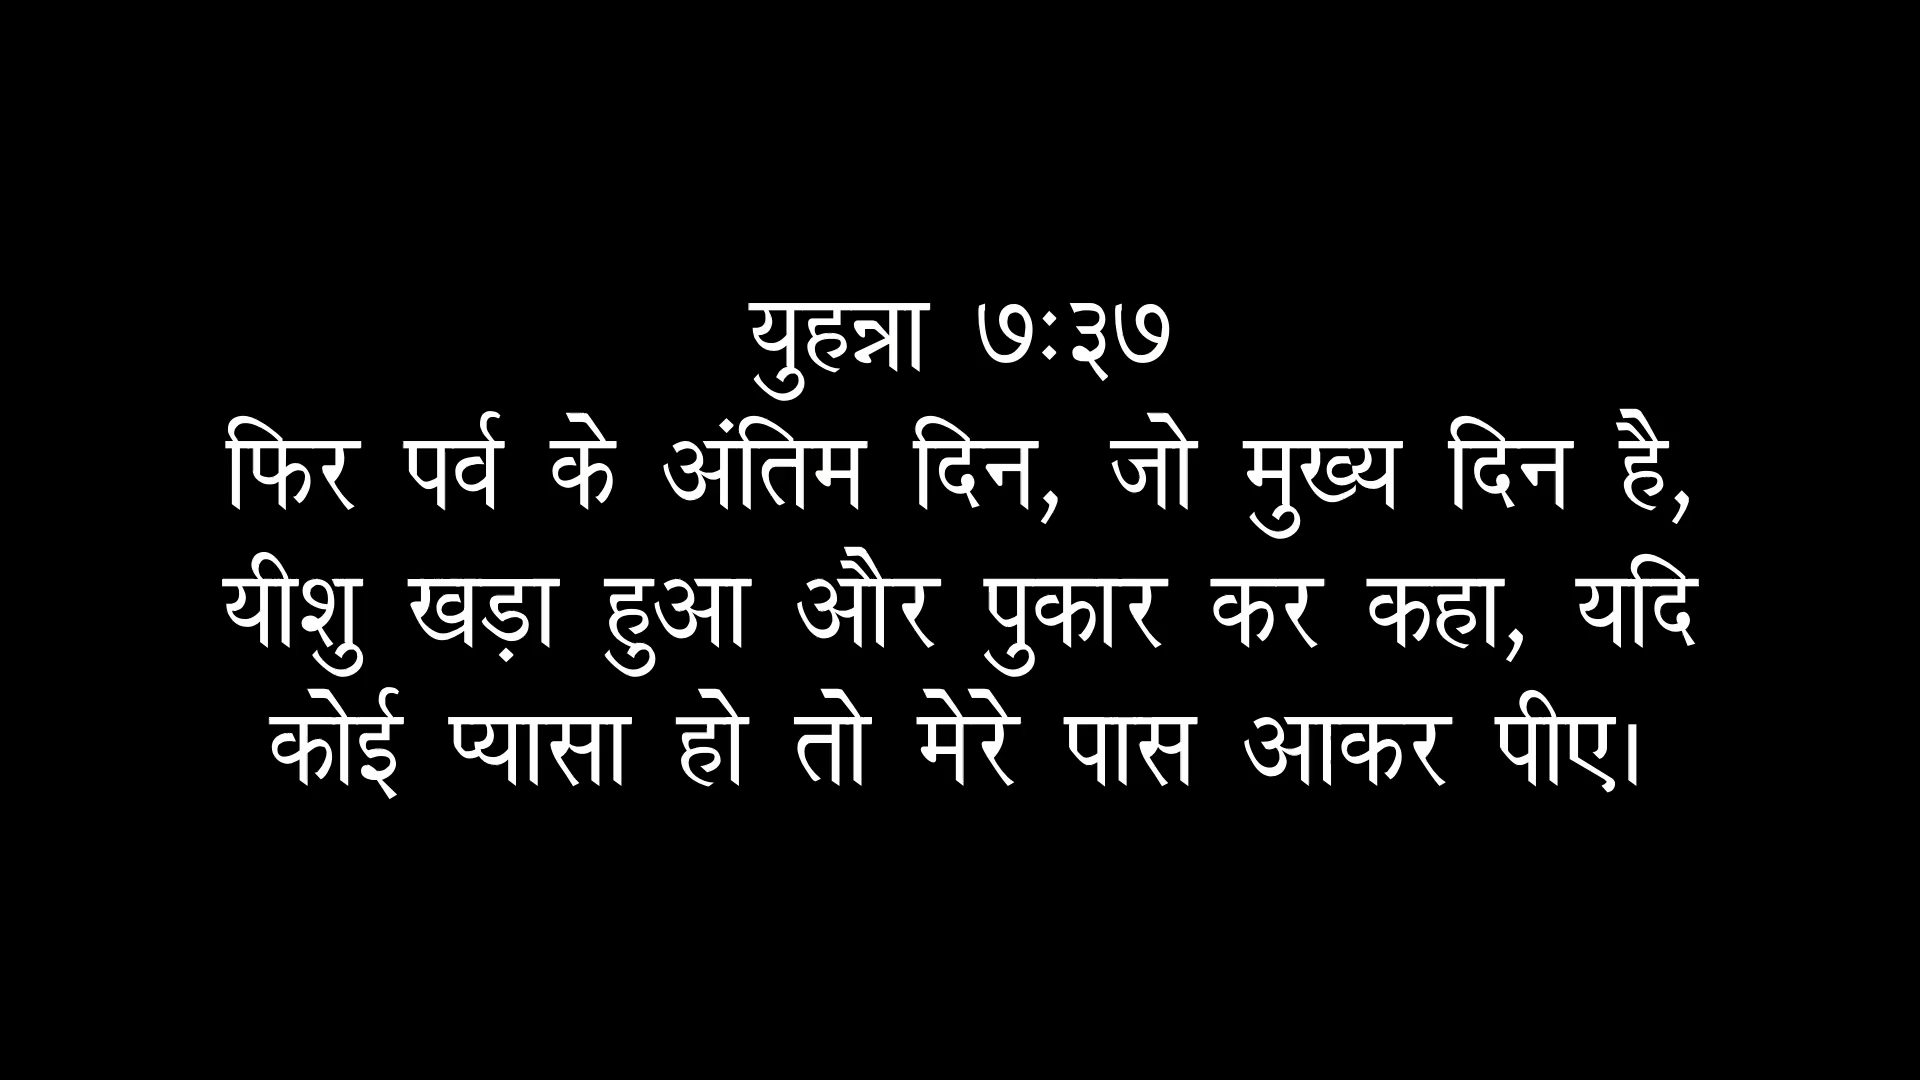 युहन्ना ७ः३७
फिर पर्व के अंतिम दिन, जो मुख्य दिन है,
यीशु खड़ा हुआ और पुकार कर कहा, यदि
कोई प्यासा हो तो मेरे पास आकर पीए।